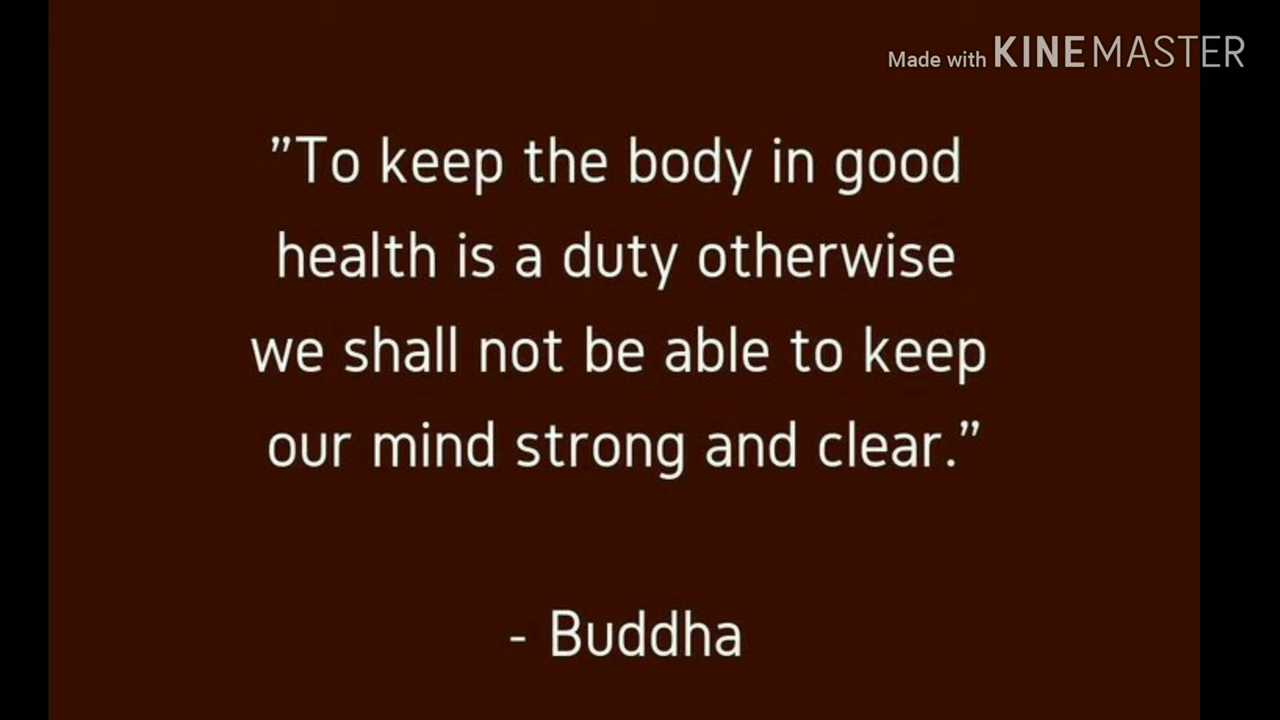 Made with KINEMASTER
”To keep the body in good
health is a duty otherwise
we shall not be able to keep
our mind strong and clear.”
- Buddha